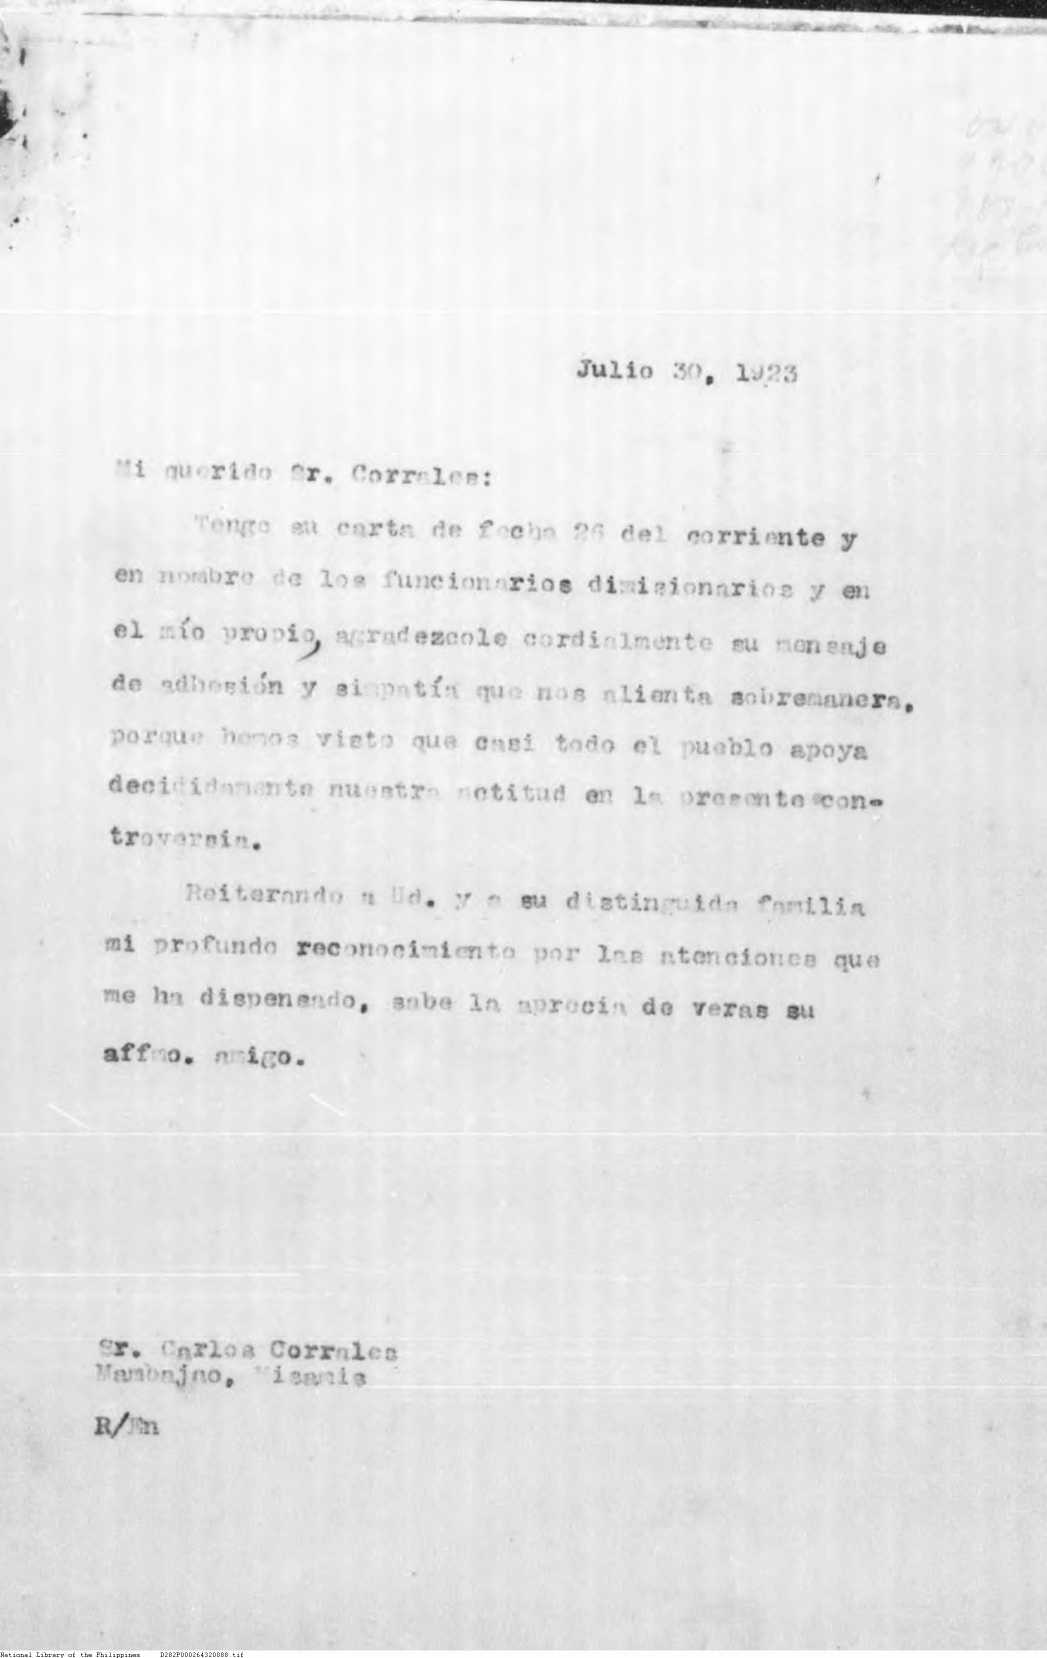 Julio 30, 1923
Mi querido Sr. Corrales:
Tengo su carta de fecha 26 del corriente y
en nombre de los funcionarios dimisionarios y en
el mío propio, agradezcole cordialmente su mensaje
de adhesión y simpatía que nos alienta sobremanera,
porque hemos visto que casi todo el pueblo apoya
decididamente nuestra actitud en la presente con-
troversia.
Reiterando a Ud. y a su distinguida familia
mi profundo reconocimiento por las atenciones que
me ha dispensado, sabe la aprecia de veras su
affmo. amigo.
Sr. Carlos Corrales
Mambajao, Misamis
R/En
National Library of the Philippines D282P000264320088.tif